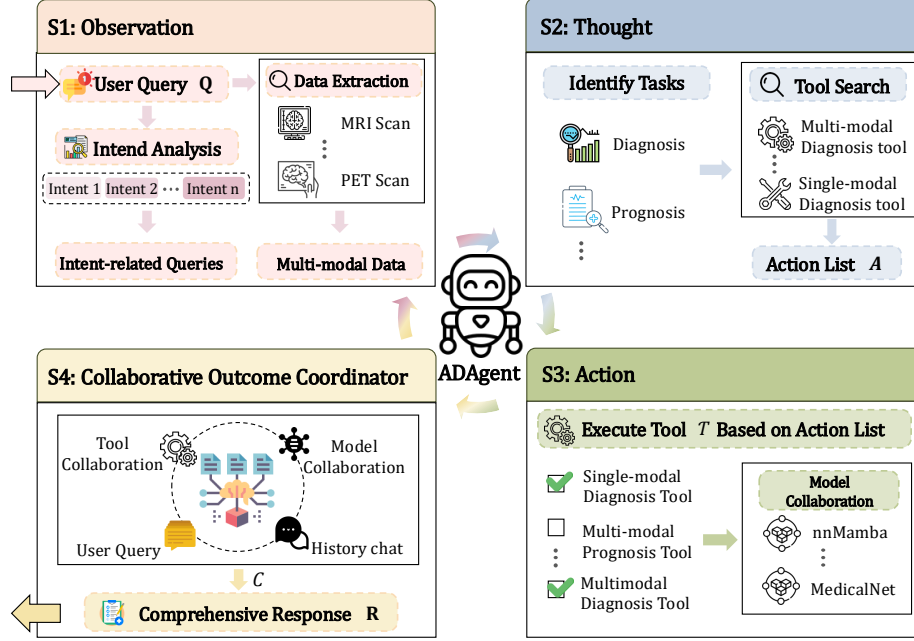 S1: Observation
User Query Q
Data Extraction
MRI Scan
PET Scan
Intend Analysis
Intent 1
Intent 2
Intent n
Intent-related Queries
Multi-modal Data
S2: Thought
Identify Tasks
Diagnosis
Prognosis
Tool Search
Multi-modal
Diagnosis tool
Single-modal
Diagnosis tool
Action List A
ADAgent
S4: Collaborative Outcome Coordinator
Tool
Collaboration
Model
Collaboration
User Query
History chat
C
Comprehensive Response R
S3: Action
Execute Tool T Based on Action List
Single-modal
Diagnosis Tool
Multi-modal
Prognosis Tool
Multimodal
Diagnosis Tool
Model
Collaboration
nnMamba
MedicalNet